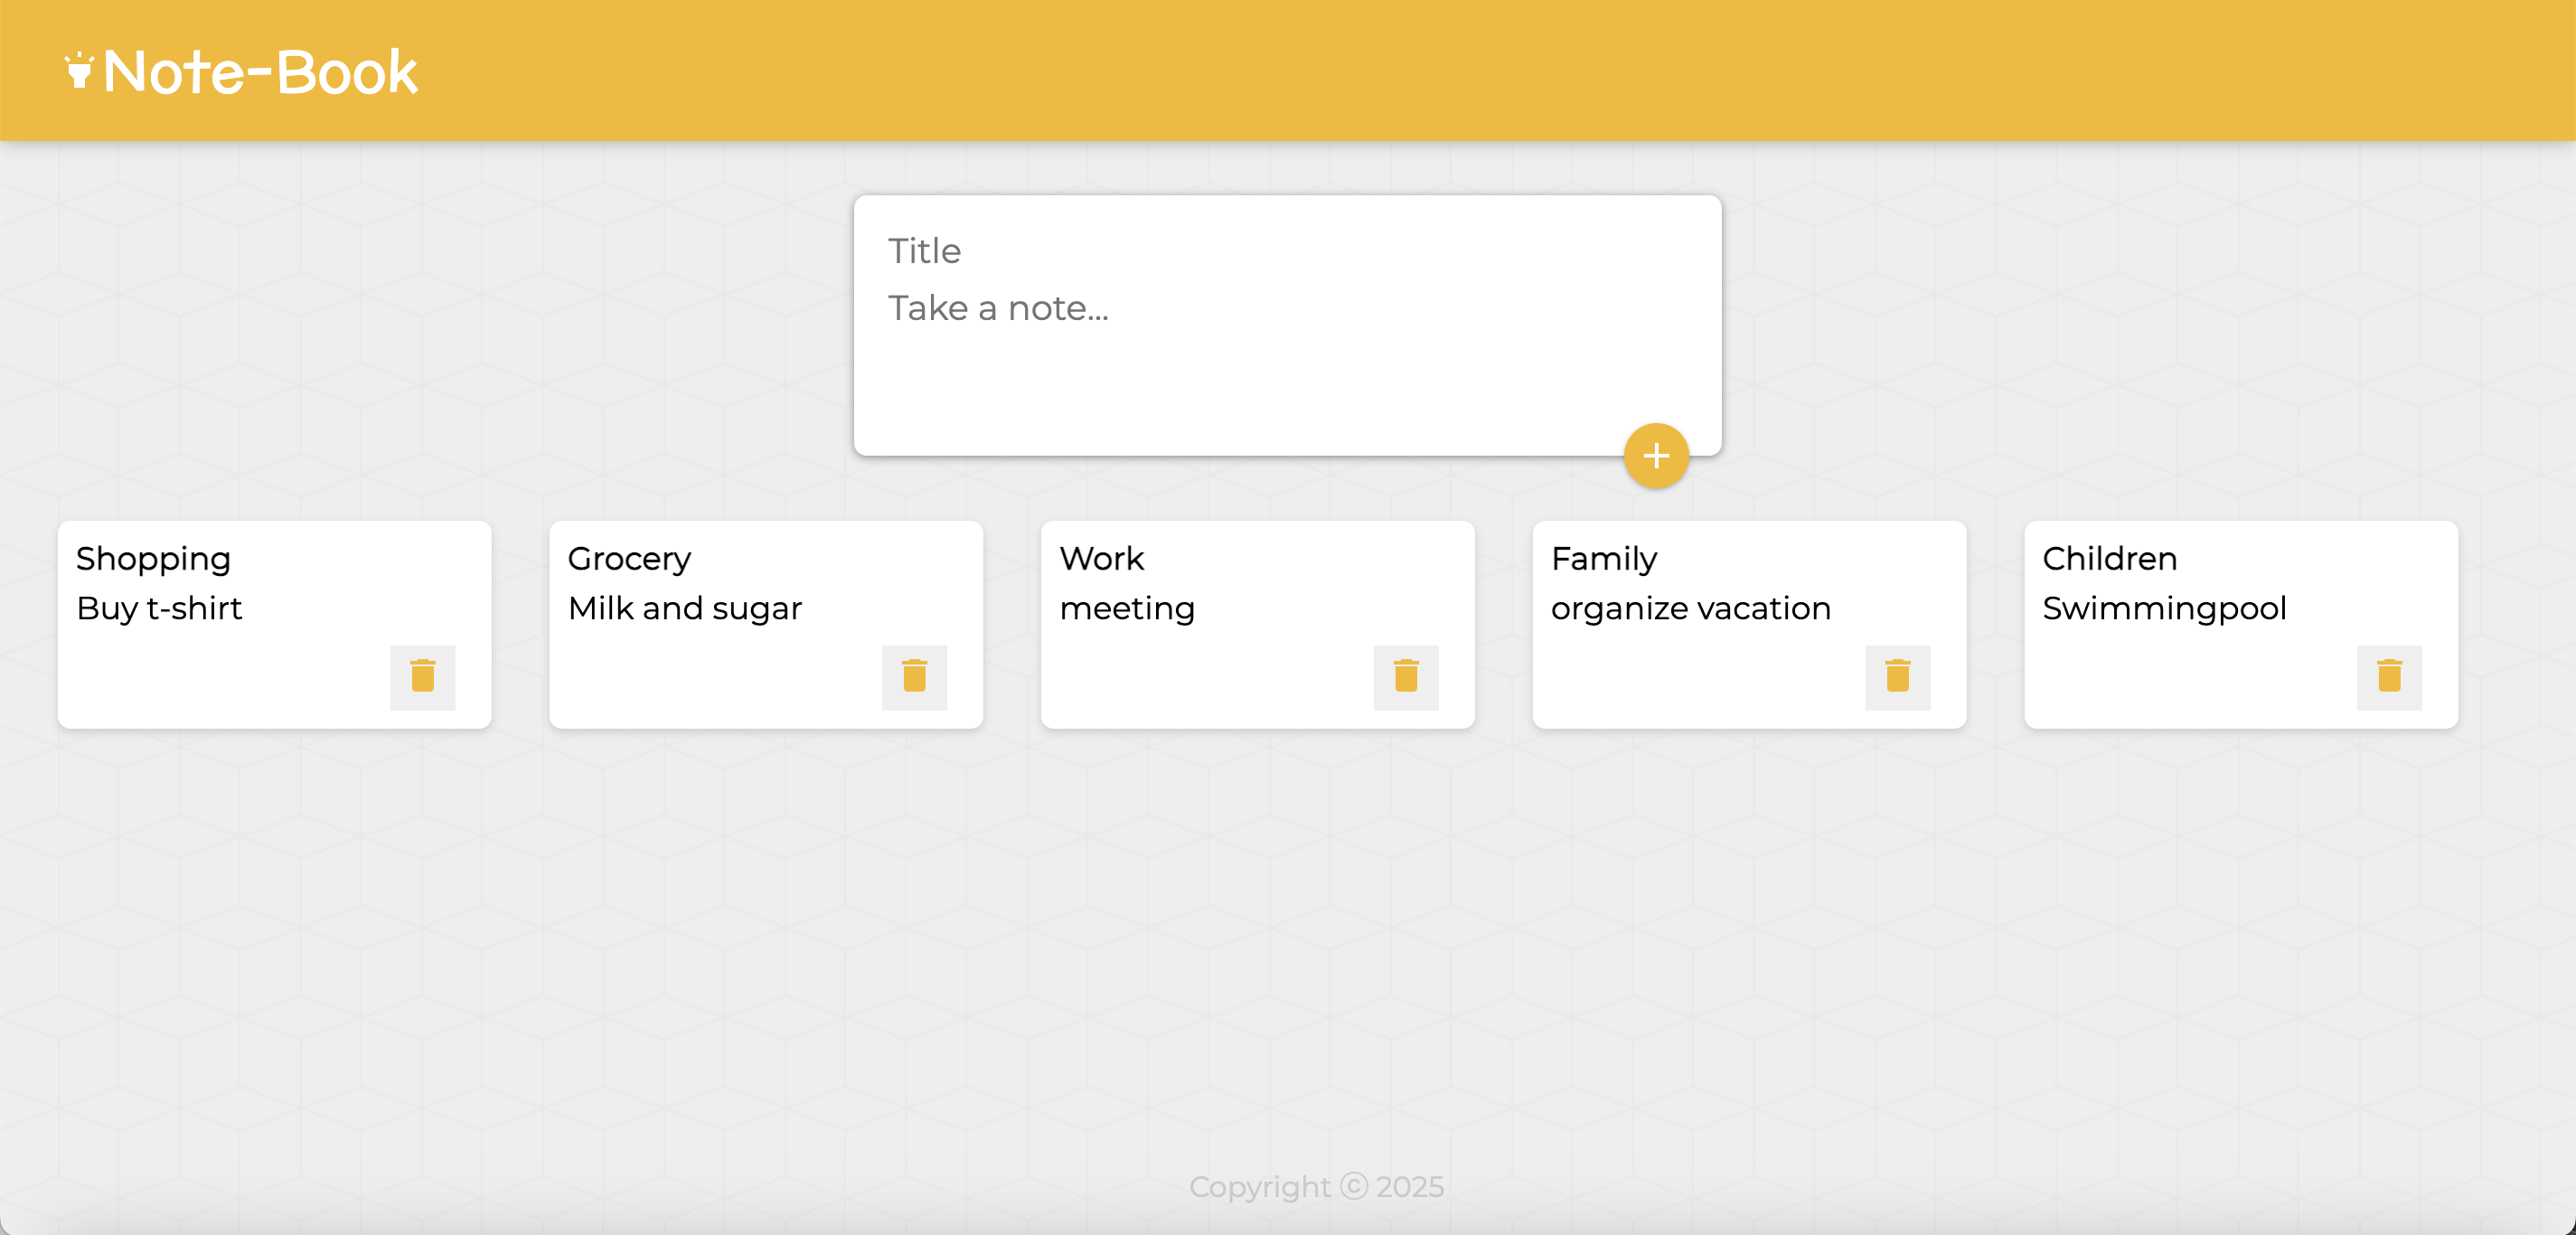 Note-Book
Title
Take a note...
Shopping
Buy t-shirt
Grocery
Milk and sugar
Work
meeting
Family
organize vacation
Children
Swimmingpool
Copyright ⓒ 2025